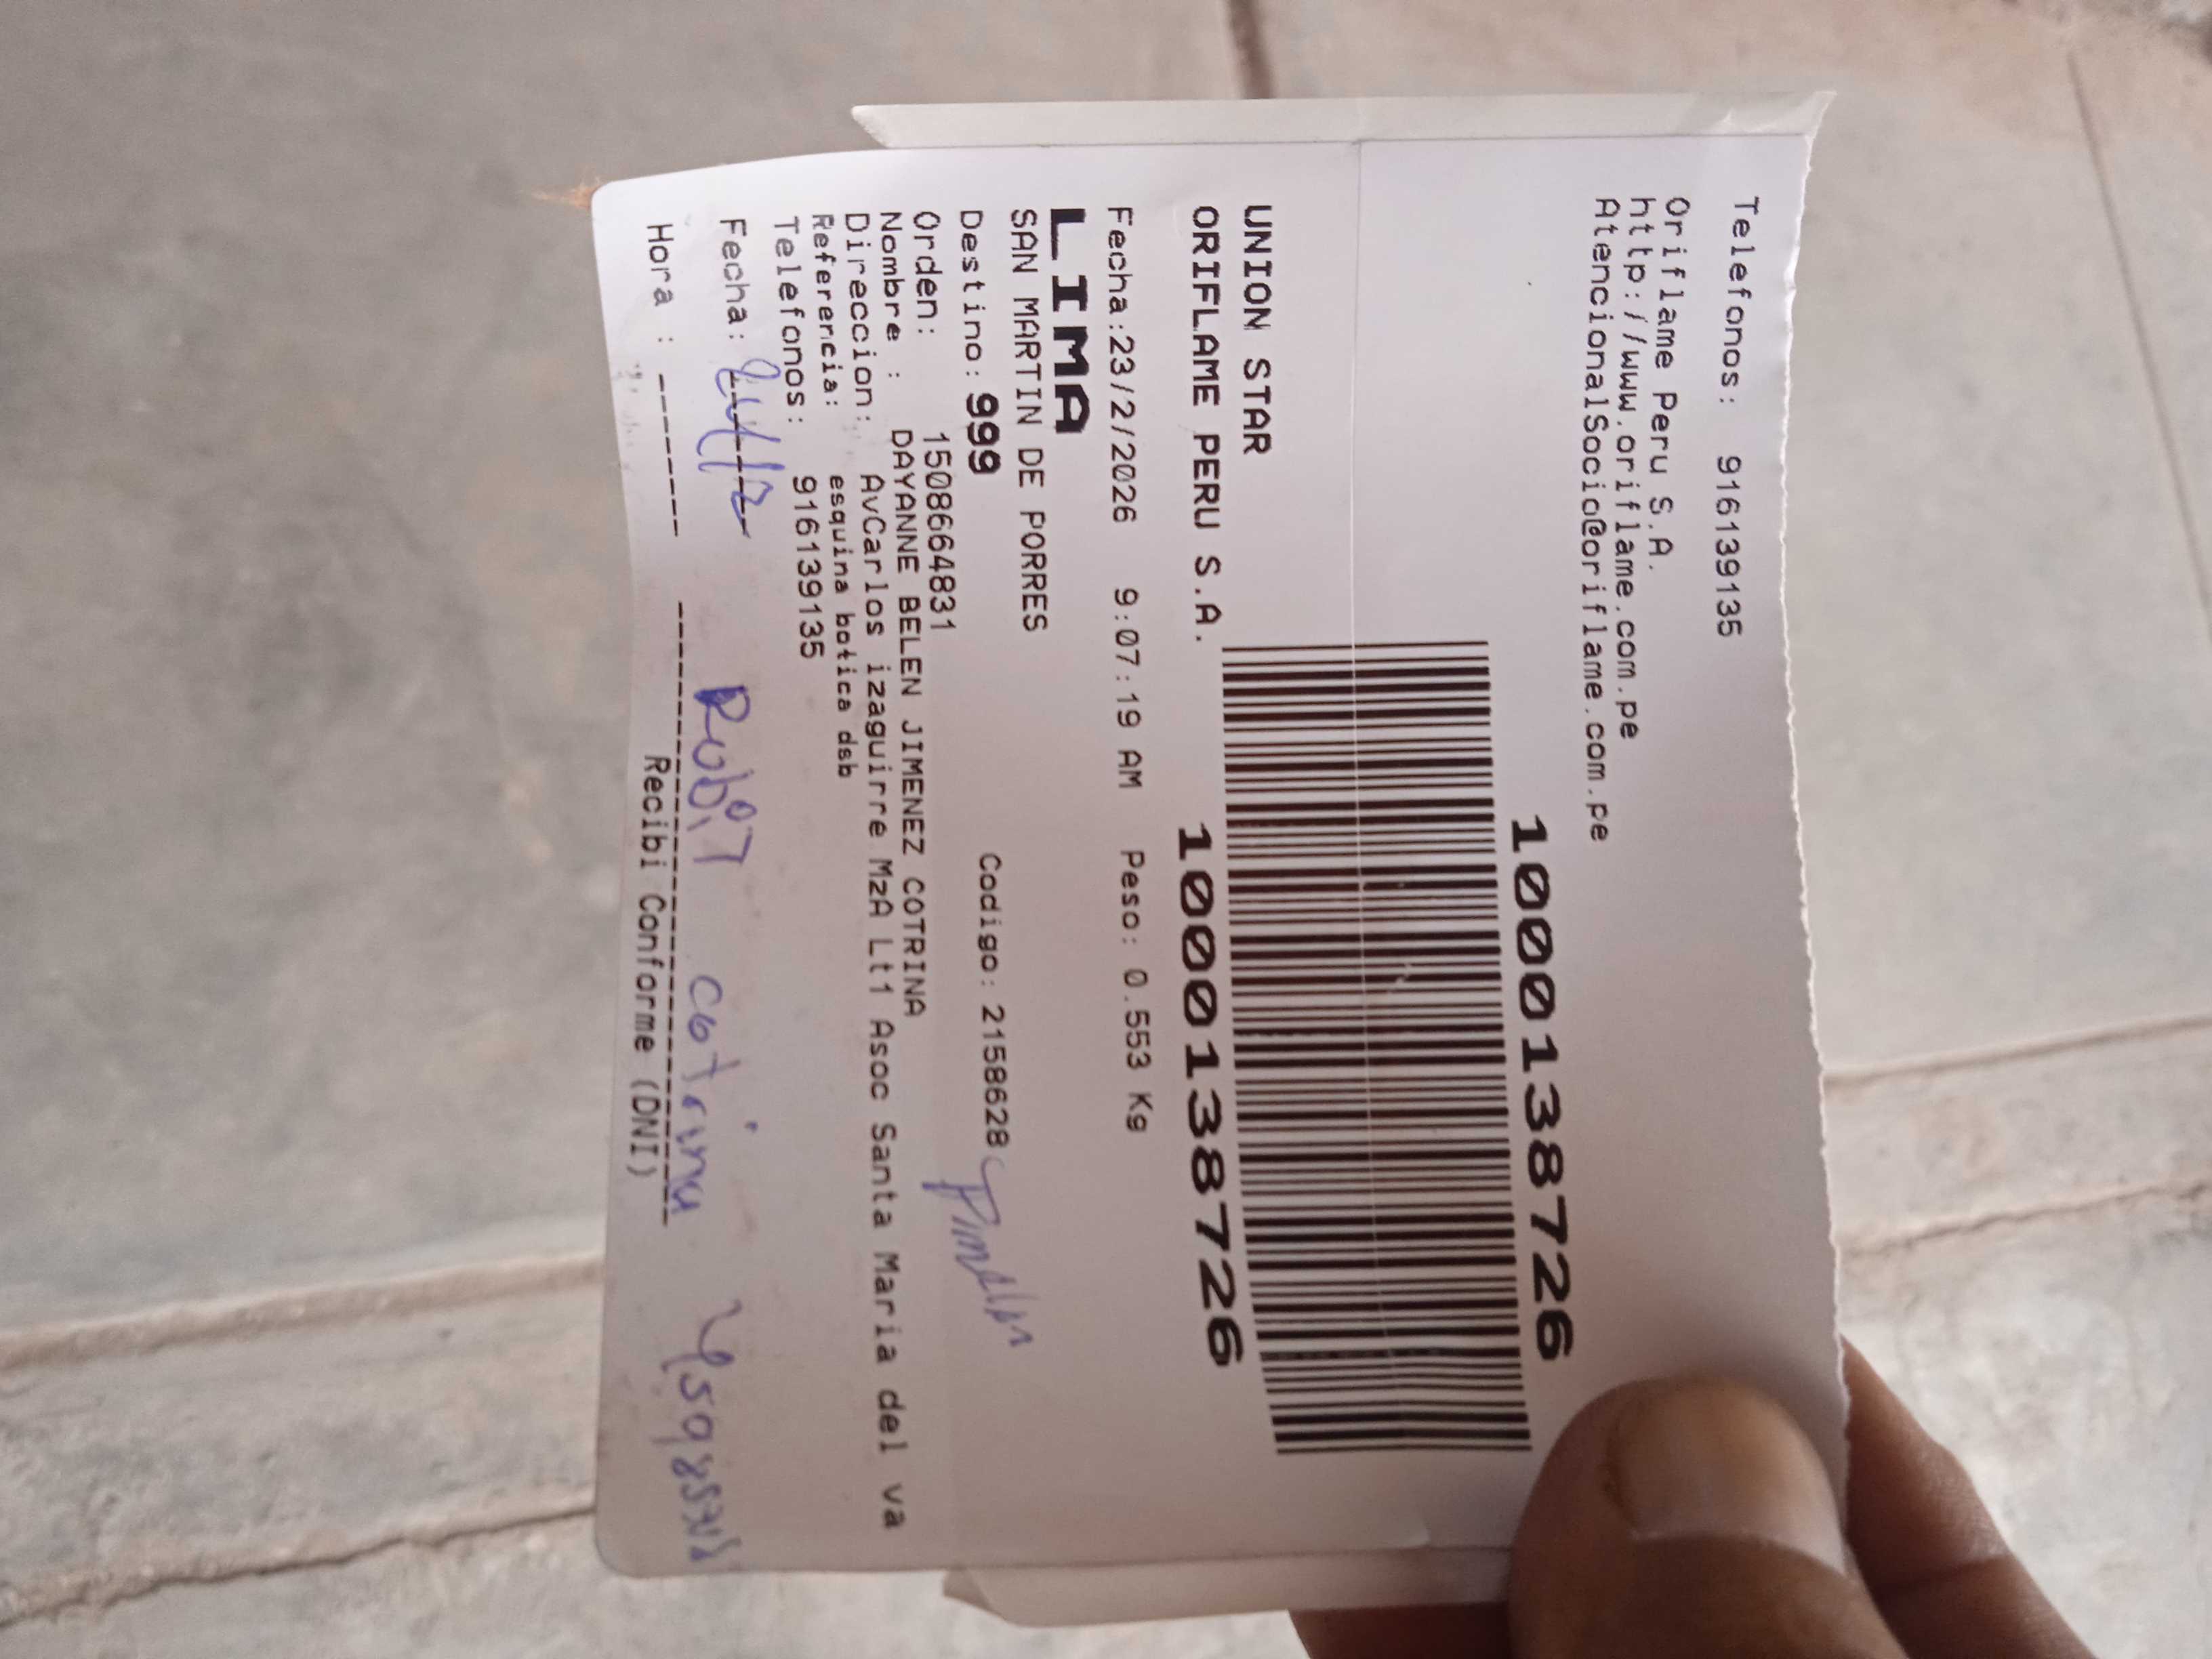 Telefonos: 916139135
Oriflame Peru S.A.
http://www.oriflame.com.pe
AtencionalSocio@oriflame.com.pe
1000138726
UNION STAR
ORIFLAME PERU S.A.
1000138726
Fecha:23/2/2026 9:07:19 AM Peso: 0.553 Kg
LIMA
SAN MARTIN DE PORRES
Destino: 999 Codigo: 2158628
Orden: 1508664831
Nombre : DAYANNE BELEN JIMENEZ COTRINA
Direccion: AvCarlos izaguirre MzA Lt1 Asoc Santa Maria del va
Referencia: esquina botica dsb
Telefonos: 916139135
Fecha: 24/2
cotrina
Hora :
Recibi Conforme (DNI)